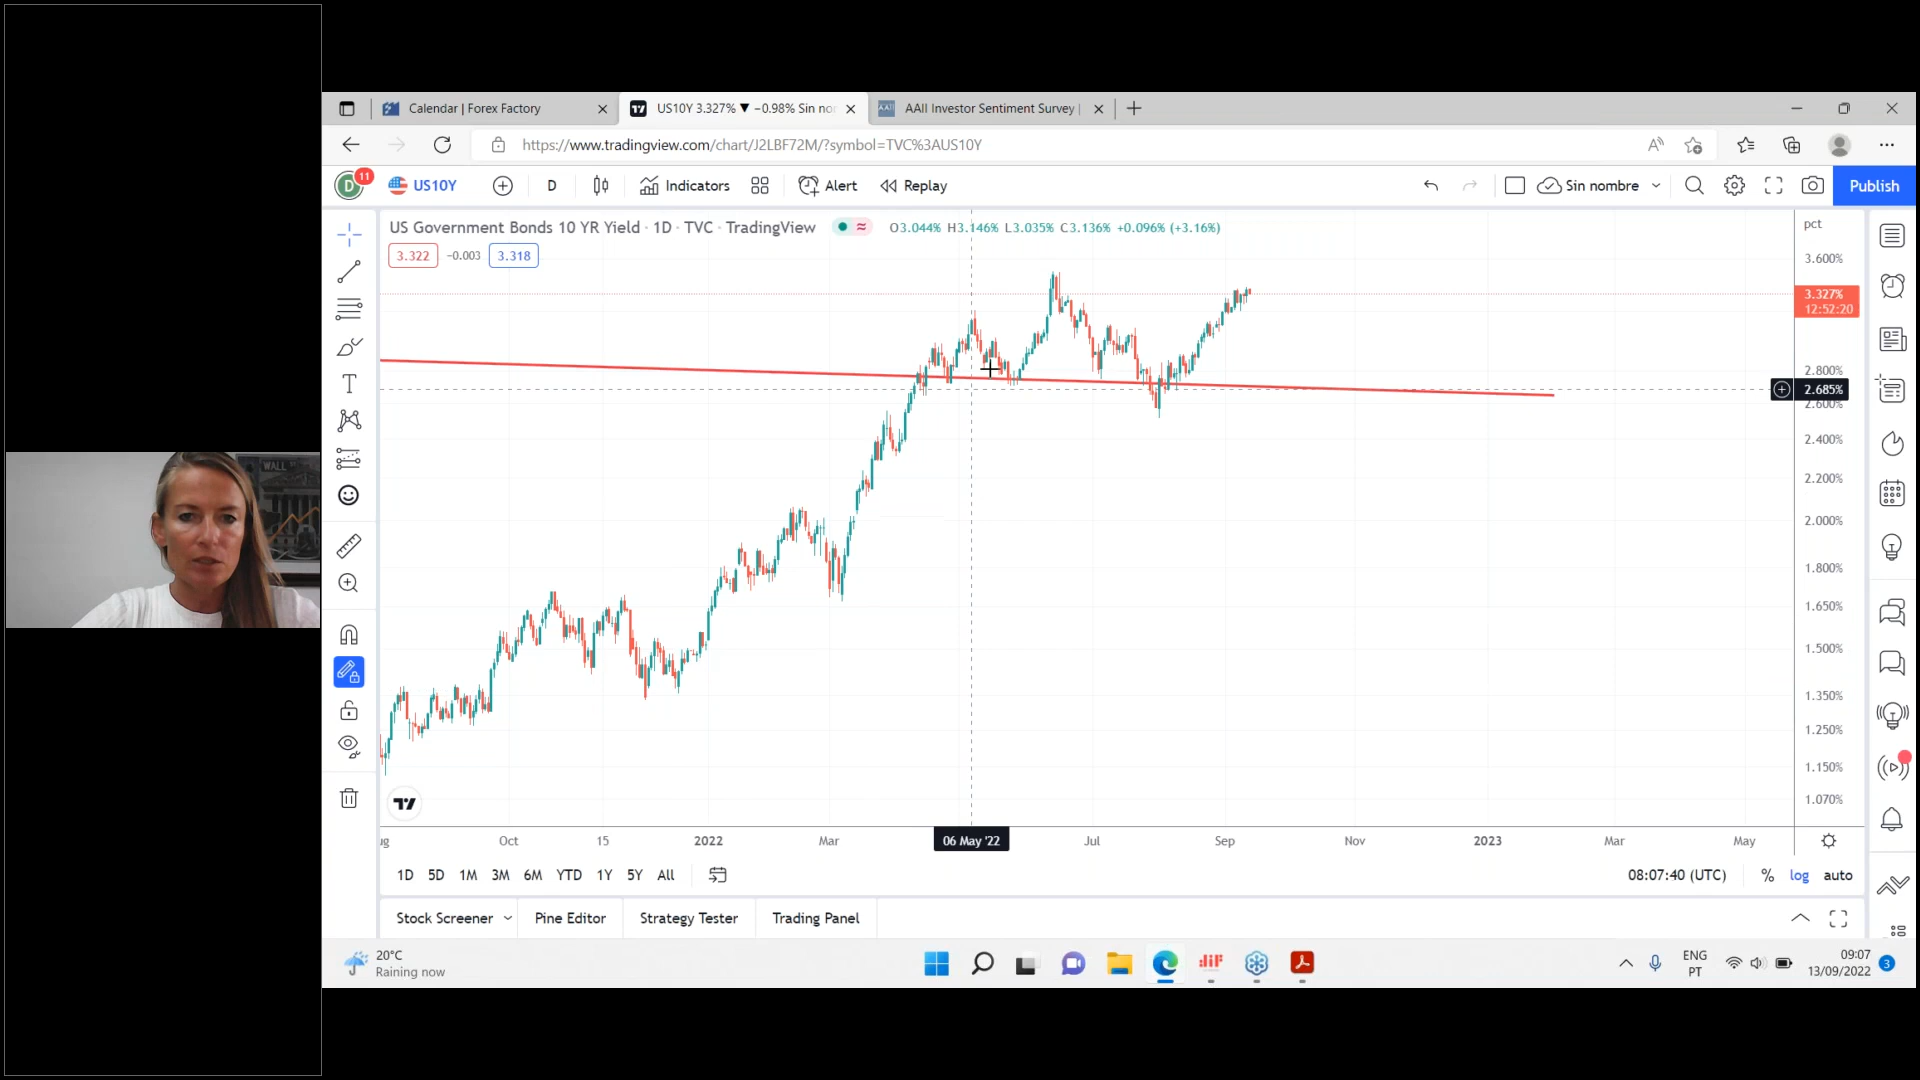 WALL
Calendar | Forex Factory
US10Y 3.327% ▼ −0.98% Sin no
AAII
AAII Investor Sentiment Survey |
https://www.tradingview.com/chart/J2LBF72M/?symbol=TVC%3AUS10Y
D
11
US10Y
D
Indicators
Alert
Replay
Sin nombre
Publish
US Government Bonds 10 YR Yield · 1D · TVC · TradingView
O3.044% H3.146% L3.035% C3.136% +0.096% (+3.16%)
3.322
−0.003
3.318
pct
3.600%
3.327%
12:52:20
2.800%
2.685%
2.600%
2.400%
2.200%
2.000%
1.800%
1.650%
1.500%
1.350%
1.250%
1.150%
1.070%
ug
Oct
15
2022
Mar
06 May '22
Jul
Sep
Nov
2023
Mar
May
1D 5D 1M 3M 6M YTD 1Y 5Y All
08:07:40 (UTC)
%
log
auto
Stock Screener
Pine Editor
Strategy Tester
Trading Panel
20°C
Raining now
ENG
PT
09:07
13/09/2022
3